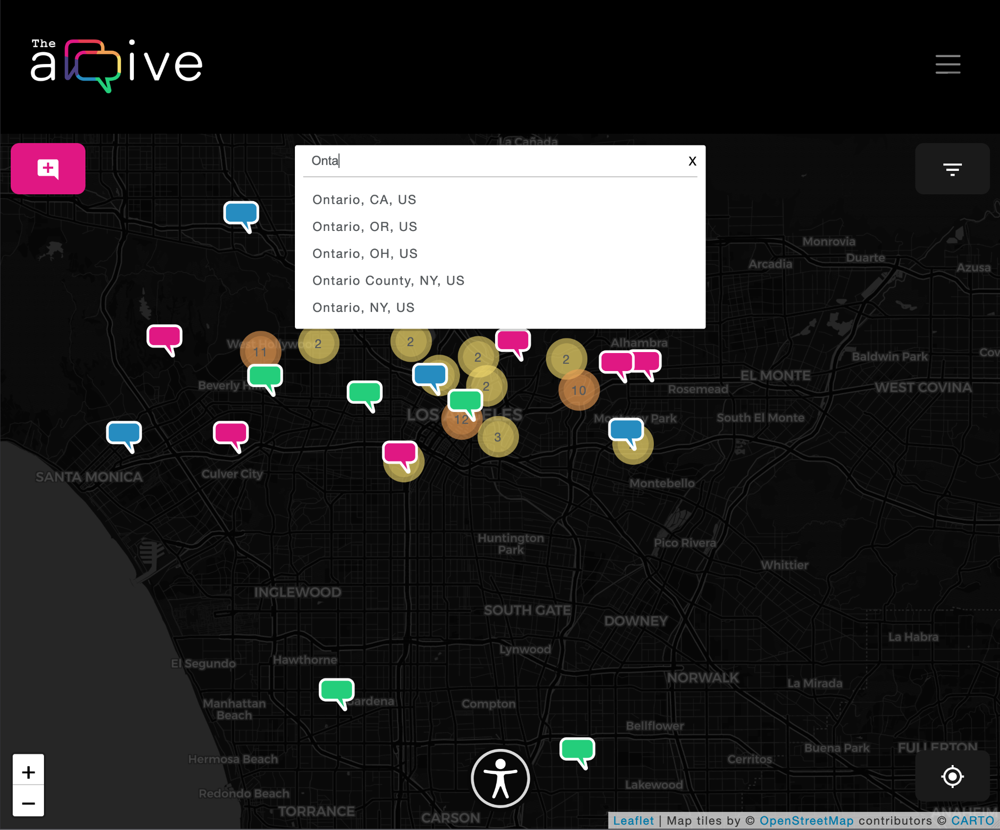 The
a ive
La Cañada
Onta
X
Ontario, CA, US
Ontario, OR, US
Ontario, OH, US
Ontario County, NY, US
Ontario, NY, US
Monrovia
Duarte
Arcadia
Azusa
West Hollywood
11
2
2
2
2
Alhambra
Baldwin Park
Cov
EL MONTE
Beverly Hi
2
10
Rosemead
WEST COVINA
LOS ELES
12
Monterey Park
South El Monte
3
SANTA MONICA
Culver City
Montebello
Huntington
Park
Pico Rivera
Whittier
INGLEWOOD
SOUTH GATE
DOWNEY
La Habra
Lynwood
El Segundo
Hawthorne
NORWALK
La Mirada
Manhattan
Beach
ardena
Compton
Bellflower
Buena Park
FULLERTON
Hermosa Beach
Cerritos
+
−
Redondo Beach
Lakewood
TORRANCE
CARSON
ANAHEIM
Leaflet | Map tiles by © OpenStreetMap contributors © CARTO